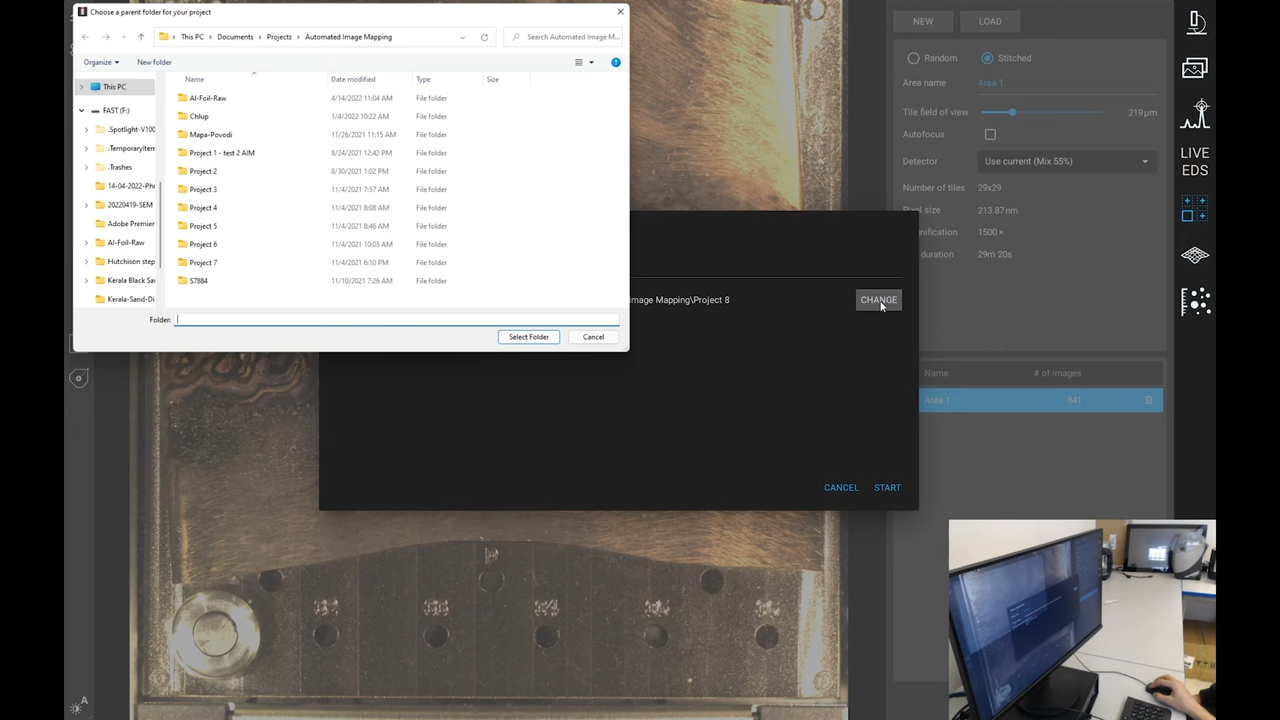 Choose a parent folder for your project
This PC > Documents > Projects > Automated Image Mapping
Search Automated Image M...
Organize
New folder
Name Date modified Type Size
This PC
FAST (F:)
.Spotlight-V100
.TemporaryItem
.Trashes
14-04-2022-Ph
20220419-SEM
Adobe Premier
Al-Foil-Raw
Hutchison step
Kerala Black Sa
Kerala-Sand-Di
Al-Foil-Raw 4/14/2022 11:04 AM File folder
Chlup 1/4/2022 10:22 AM File folder
Mapa-Povodi 11/26/2021 11:15 AM File folder
Project 1 - test 2 AIM 8/24/2021 12:42 PM File folder
Project 2 8/30/2021 1:02 PM File folder
Project 3 11/4/2021 7:57 AM File folder
Project 4 11/4/2021 8:08 AM File folder
Project 5 11/4/2021 8:46 AM File folder
Project 6 11/4/2021 10:03 AM File folder
Project 7 11/4/2021 6:10 PM File folder
S7884 11/10/2021 7:26 AM File folder
Folder:
Select Folder
Cancel
Image Mapping\Project 8
CHANGE
CANCEL
START
NEW
LOAD
Random
Stitched
Area name Area 1
Tile field of view 219 µm
Autofocus
Detector Use current (Mix 55%)
Number of tiles 29x29
Pixel size 213.87 nm
gnification 1500 ×
duration 29m 20s
Name # of images
Area 1 841
LIVE
EDS